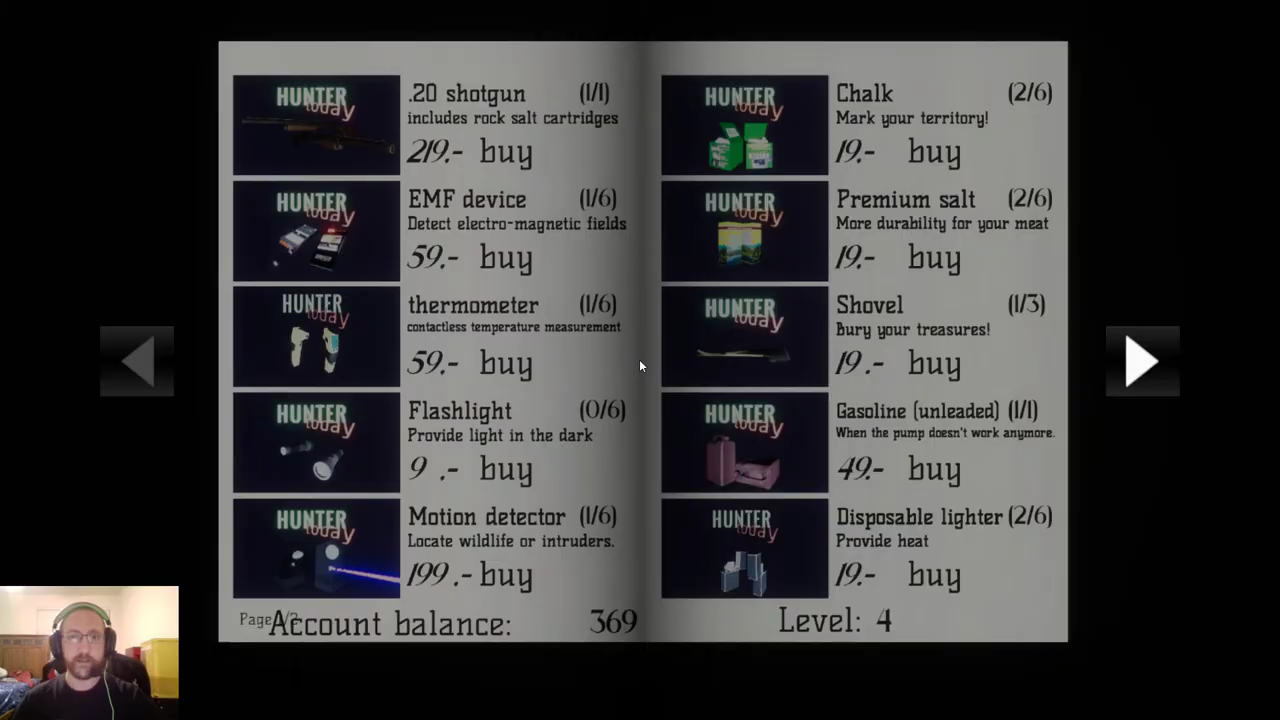 HUNTER
today
.20 shotgun (1/1)
includes rock salt cartridges
219.- buy
HUNTER
today
EMF device (1/6)
Detect electro-magnetic fields
59.- buy
HUNTER
today
thermometer (1/6)
contactless temperature measurement
59.- buy
HUNTER
today
Flashlight (0/6)
Provide light in the dark
9 .- buy
HUNTER
today
Motion detector (1/6)
Locate wildlife or intruders.
199 .- buy
Page
Account balance: 369
HUNTER
today
Chalk (2/6)
Mark your territory!
19.- buy
HUNTER
today
Premium salt (2/6)
More durability for your meat
19.- buy
HUNTER
today
Shovel (1/3)
Bury your treasures!
19 .- buy
HUNTER
today
Gasoline (unleaded) (1/1)
When the pump doesn't work anymore.
49.- buy
HUNTER
today
Disposable lighter (2/6)
Provide heat
19.- buy
Level: 4